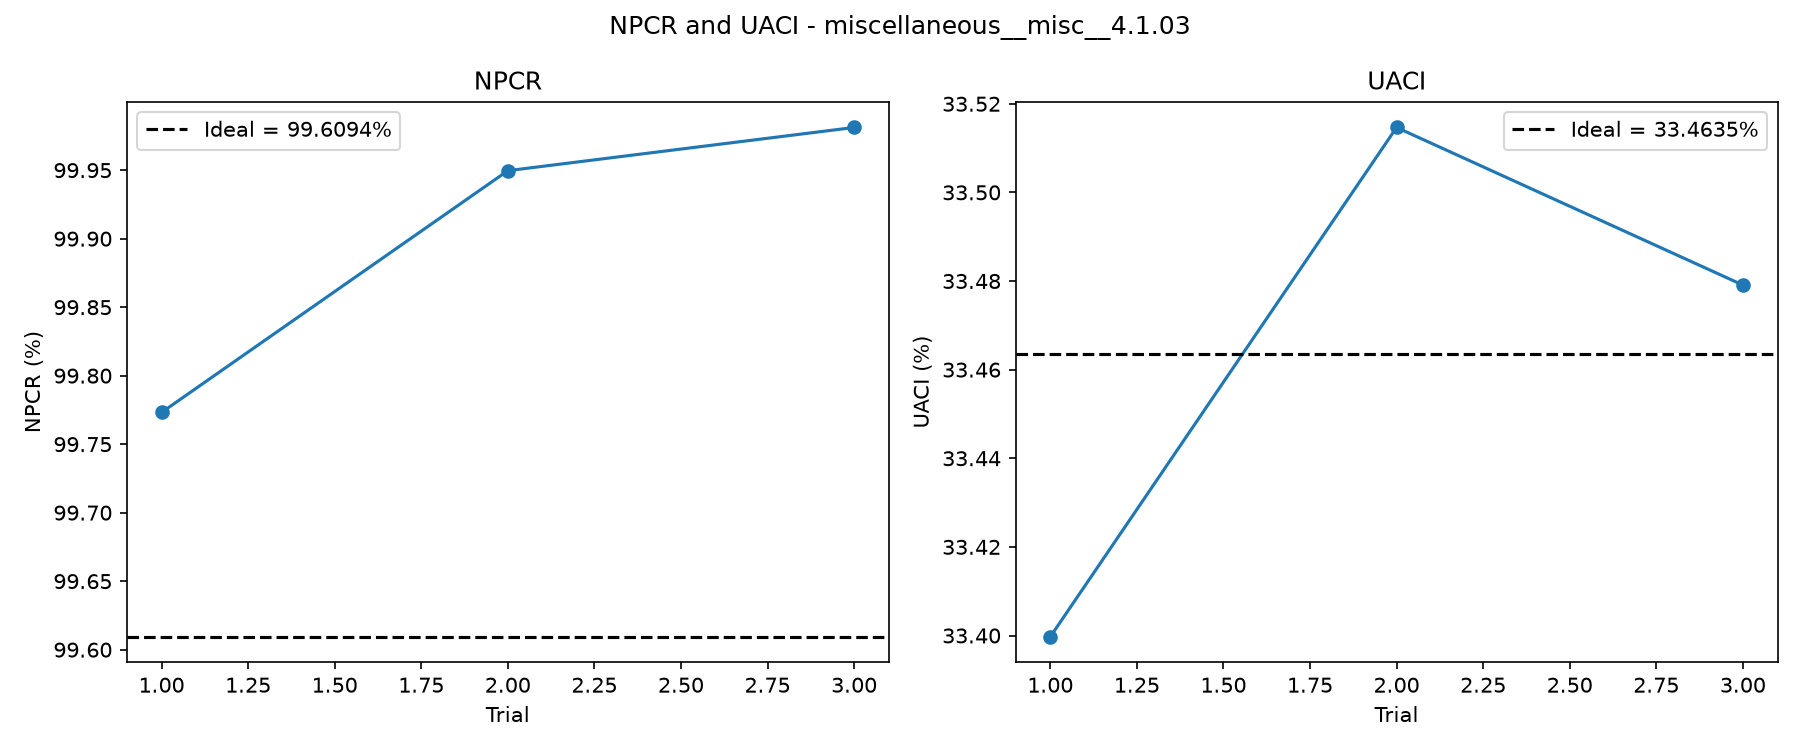 NPCR and UACI - miscellaneous__misc__4.1.03
NPCR
Ideal = 99.6094%
99.95
99.90
99.85
99.80
99.75
99.70
99.65
99.60
NPCR (%)
1.00 1.25 1.50 1.75 2.00 2.25 2.50 2.75 3.00
Trial
UACI
Ideal = 33.4635%
33.52
33.50
33.48
33.46
33.44
33.42
33.40
UACI (%)
1.00 1.25 1.50 1.75 2.00 2.25 2.50 2.75 3.00
Trial